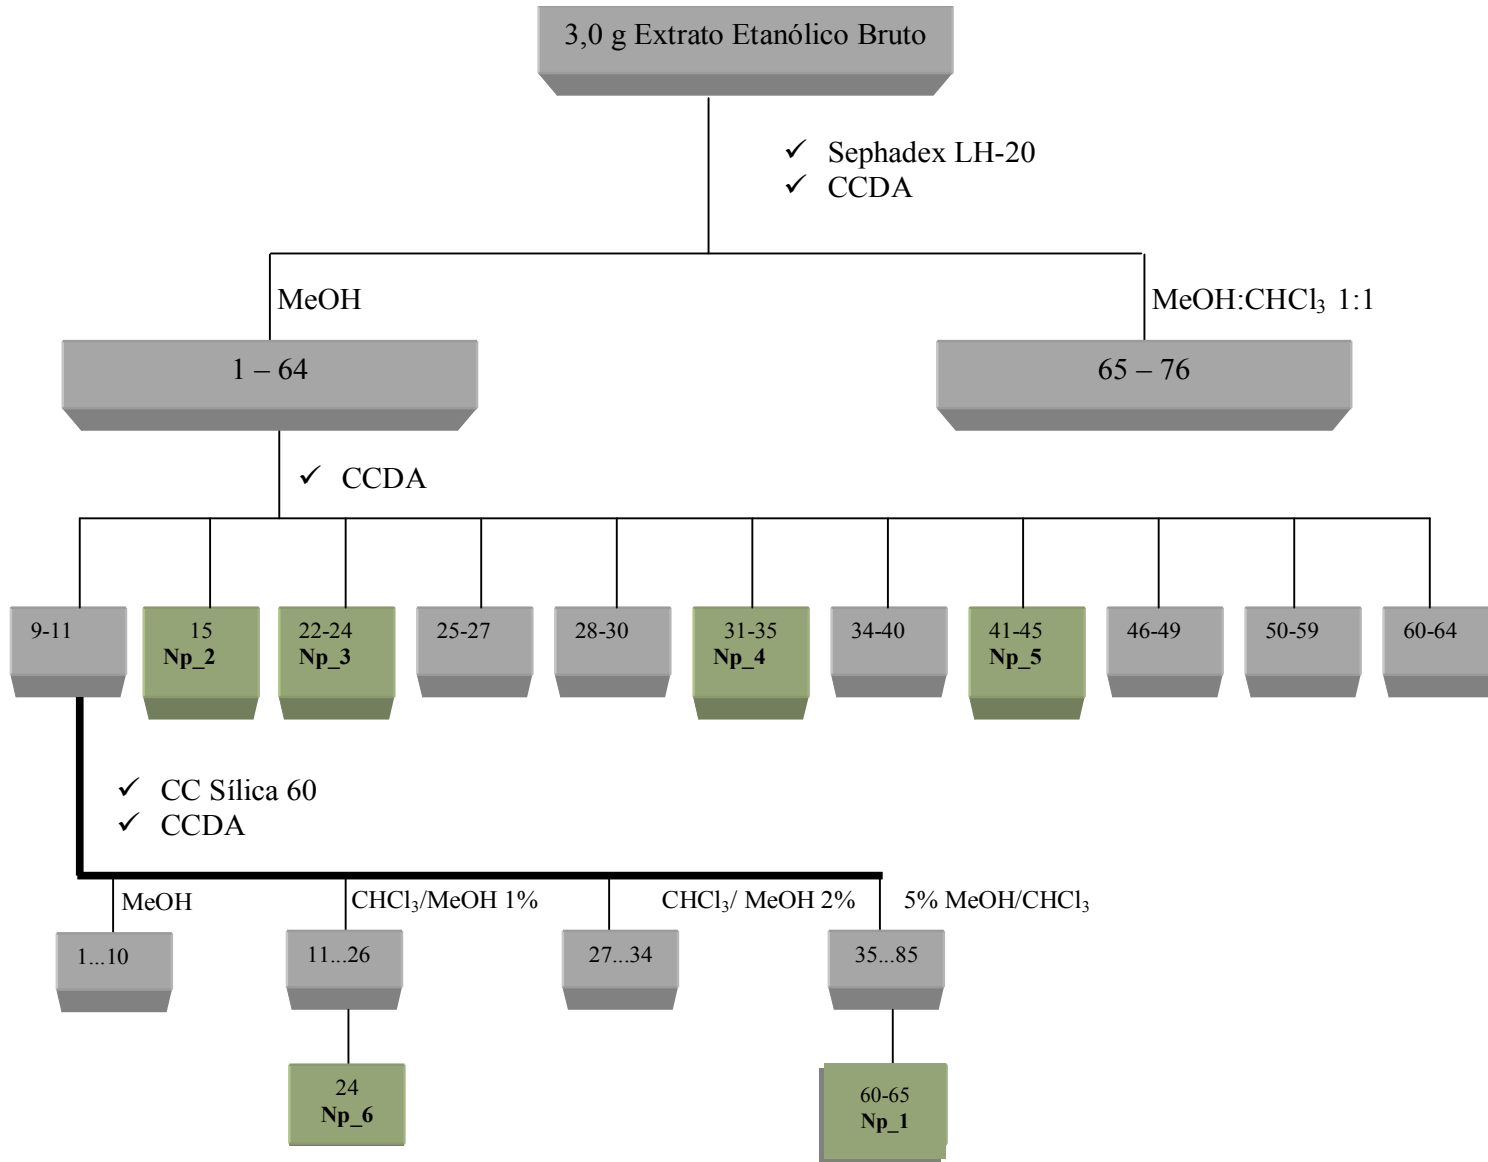 3,0 g Extrato Etanólico Bruto
✓ Sephadex LH-20
✓ CCDA
MeOH
MeOH:CHCl₃ 1:1
1 – 64
65 – 76
✓ CCDA
9-11
15
Np_2
22-24
Np_3
25-27
28-30
31-35
Np_4
34-40
41-45
Np_5
46-49
50-59
60-64
✓ CC Sílica 60
✓ CCDA
MeOH
CHCl₃/MeOH 1%
CHCl₃/ MeOH 2%
5% MeOH/CHCl₃
1...10
11...26
27...34
35...85
24
Np_6
60-65
Np_1